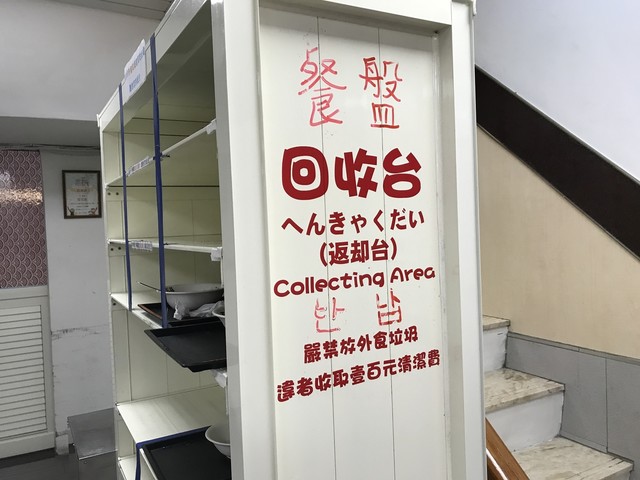 餐盤
回收台
へんきゃくだい
(返却台)
Collecting Area
반납
嚴禁放外食垃圾
違者收取壹百元清潔費